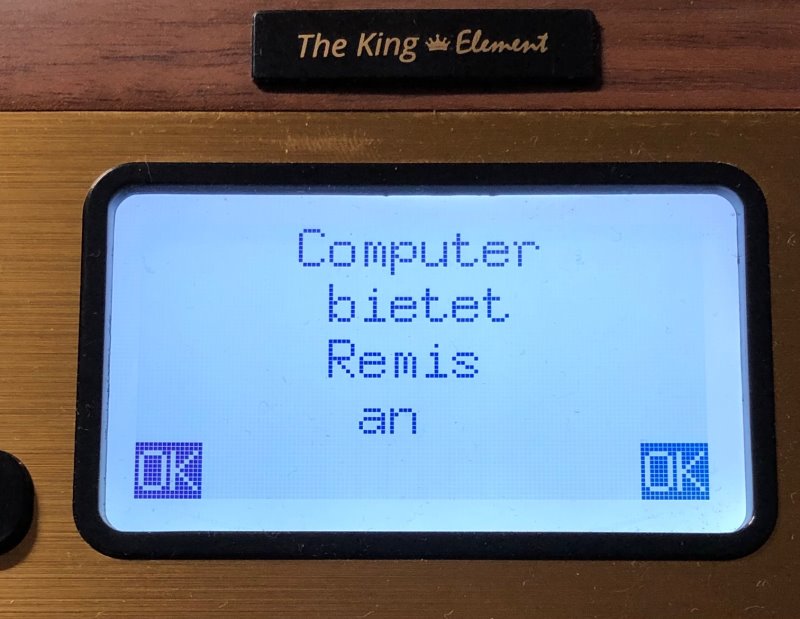 The King Element
Computer
bietet
Remis
an
OK OK